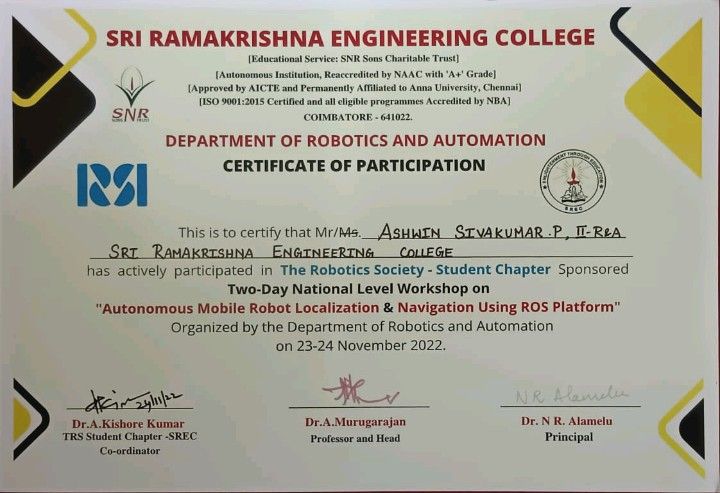 SRI RAMAKRISHNA ENGINEERING COLLEGE
[Educational Service: SNR Sons Charitable Trust]
[Autonomous Institution, Reaccredited by NAAC with 'A+' Grade]
[Approved by AICTE and Permanently Affiliated to Anna University, Chennai]
[ISO 9001:2015 Certified and all eligible programmes Accredited by NBA]
COIMBATORE - 641022.
SNR
SONS TRUST
DEPARTMENT OF ROBOTICS AND AUTOMATION
CERTIFICATE OF PARTICIPATION
RSI
ENLIGHTENMENT THROUGH EDUCATION
SREC
This is to certify that Mr/Ms. ASHWIN SIVAKUMAR.P, II-R&A
SRI RAMAKRISHNA ENGINEERING COLLEGE
has actively participated in The Robotics Society - Student Chapter Sponsored
Two-Day National Level Workshop on
"Autonomous Mobile Robot Localization & Navigation Using ROS Platform"
Organized by the Department of Robotics and Automation
on 23-24 November 2022.
24/11/22
NR Alamelu
Dr.A.Kishore Kumar
TRS Student Chapter -SREC
Co-ordinator
Dr.A.Murugarajan
Professor and Head
Dr. N R. Alamelu
Principal